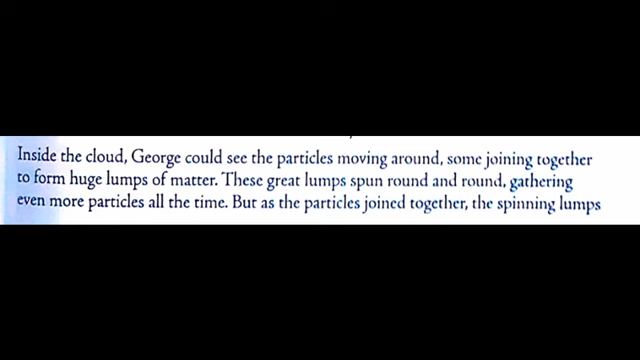 Inside the cloud, George could see the particles moving around, some joining together
to form huge lumps of matter. These great lumps spun round and round, gathering
even more particles all the time. But as the particles joined together, the spinning lumps